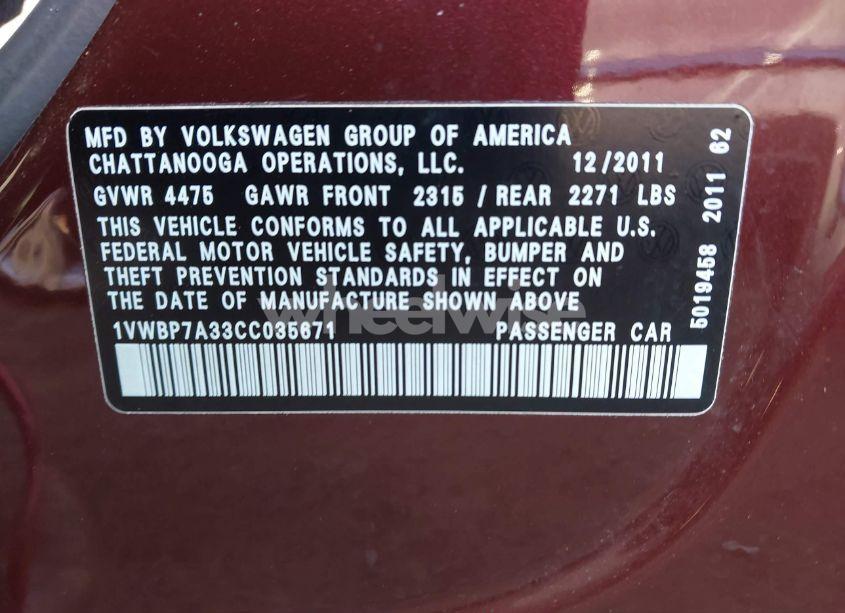 MFD BY VOLKSWAGEN GROUP OF AMERICA
CHATTANOOGA OPERATIONS, LLC. 12/2011
GVWR 4475 GAWR FRONT 2315 / REAR 2271 LBS
THIS VEHICLE CONFORMS TO ALL APPLICABLE U.S.
FEDERAL MOTOR VEHICLE SAFETY, BUMPER AND
THEFT PREVENTION STANDARDS IN EFFECT ON
THE DATE OF MANUFACTURE SHOWN ABOVE
1VWBP7A33CC035671 PASSENGER CAR
5019458 2011 62
wheelwise